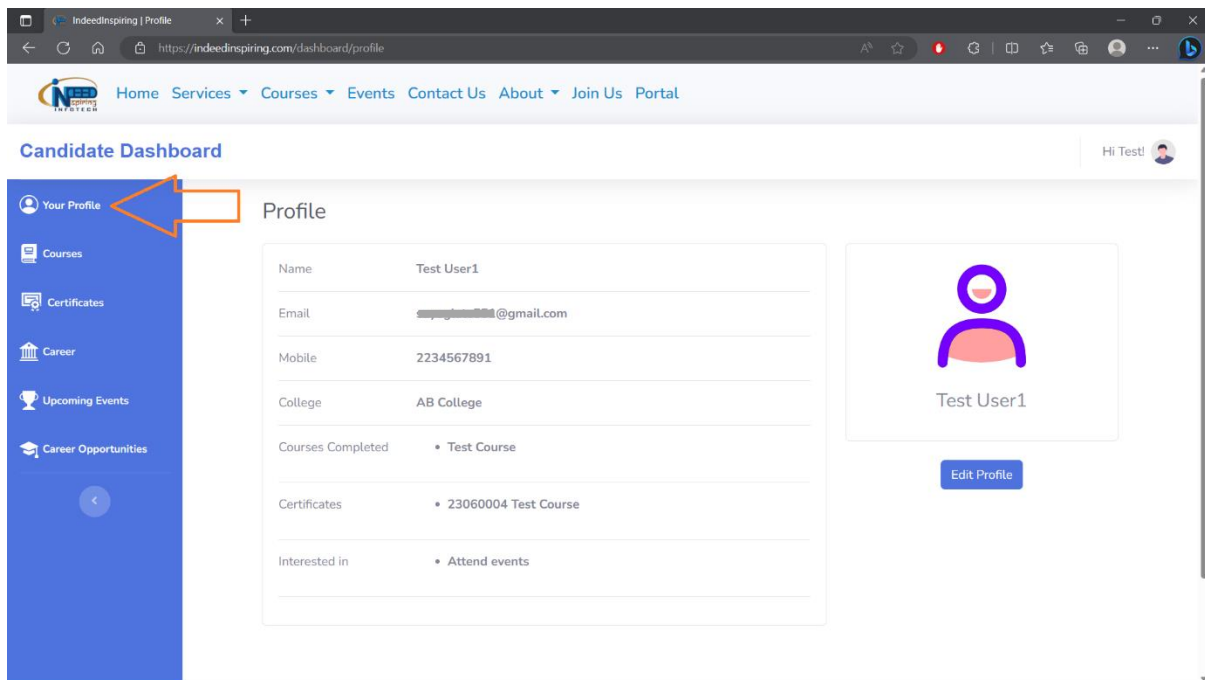 IndeedInspiring | Profile
https://indeedinspiring.com/dashboard/profile
NEED
nspiring
INFOTECH
Home Services Courses Events Contact Us About Join Us Portal
Candidate Dashboard
Hi Test!
Your Profile
Courses
Certificates
Career
Upcoming Events
Career Opportunities
Profile
Name Test User1
Email @gmail.com
Mobile 2234567891
College AB College
Courses Completed • Test Course
Certificates • 23060004 Test Course
Interested in • Attend events
Test User1
Edit Profile